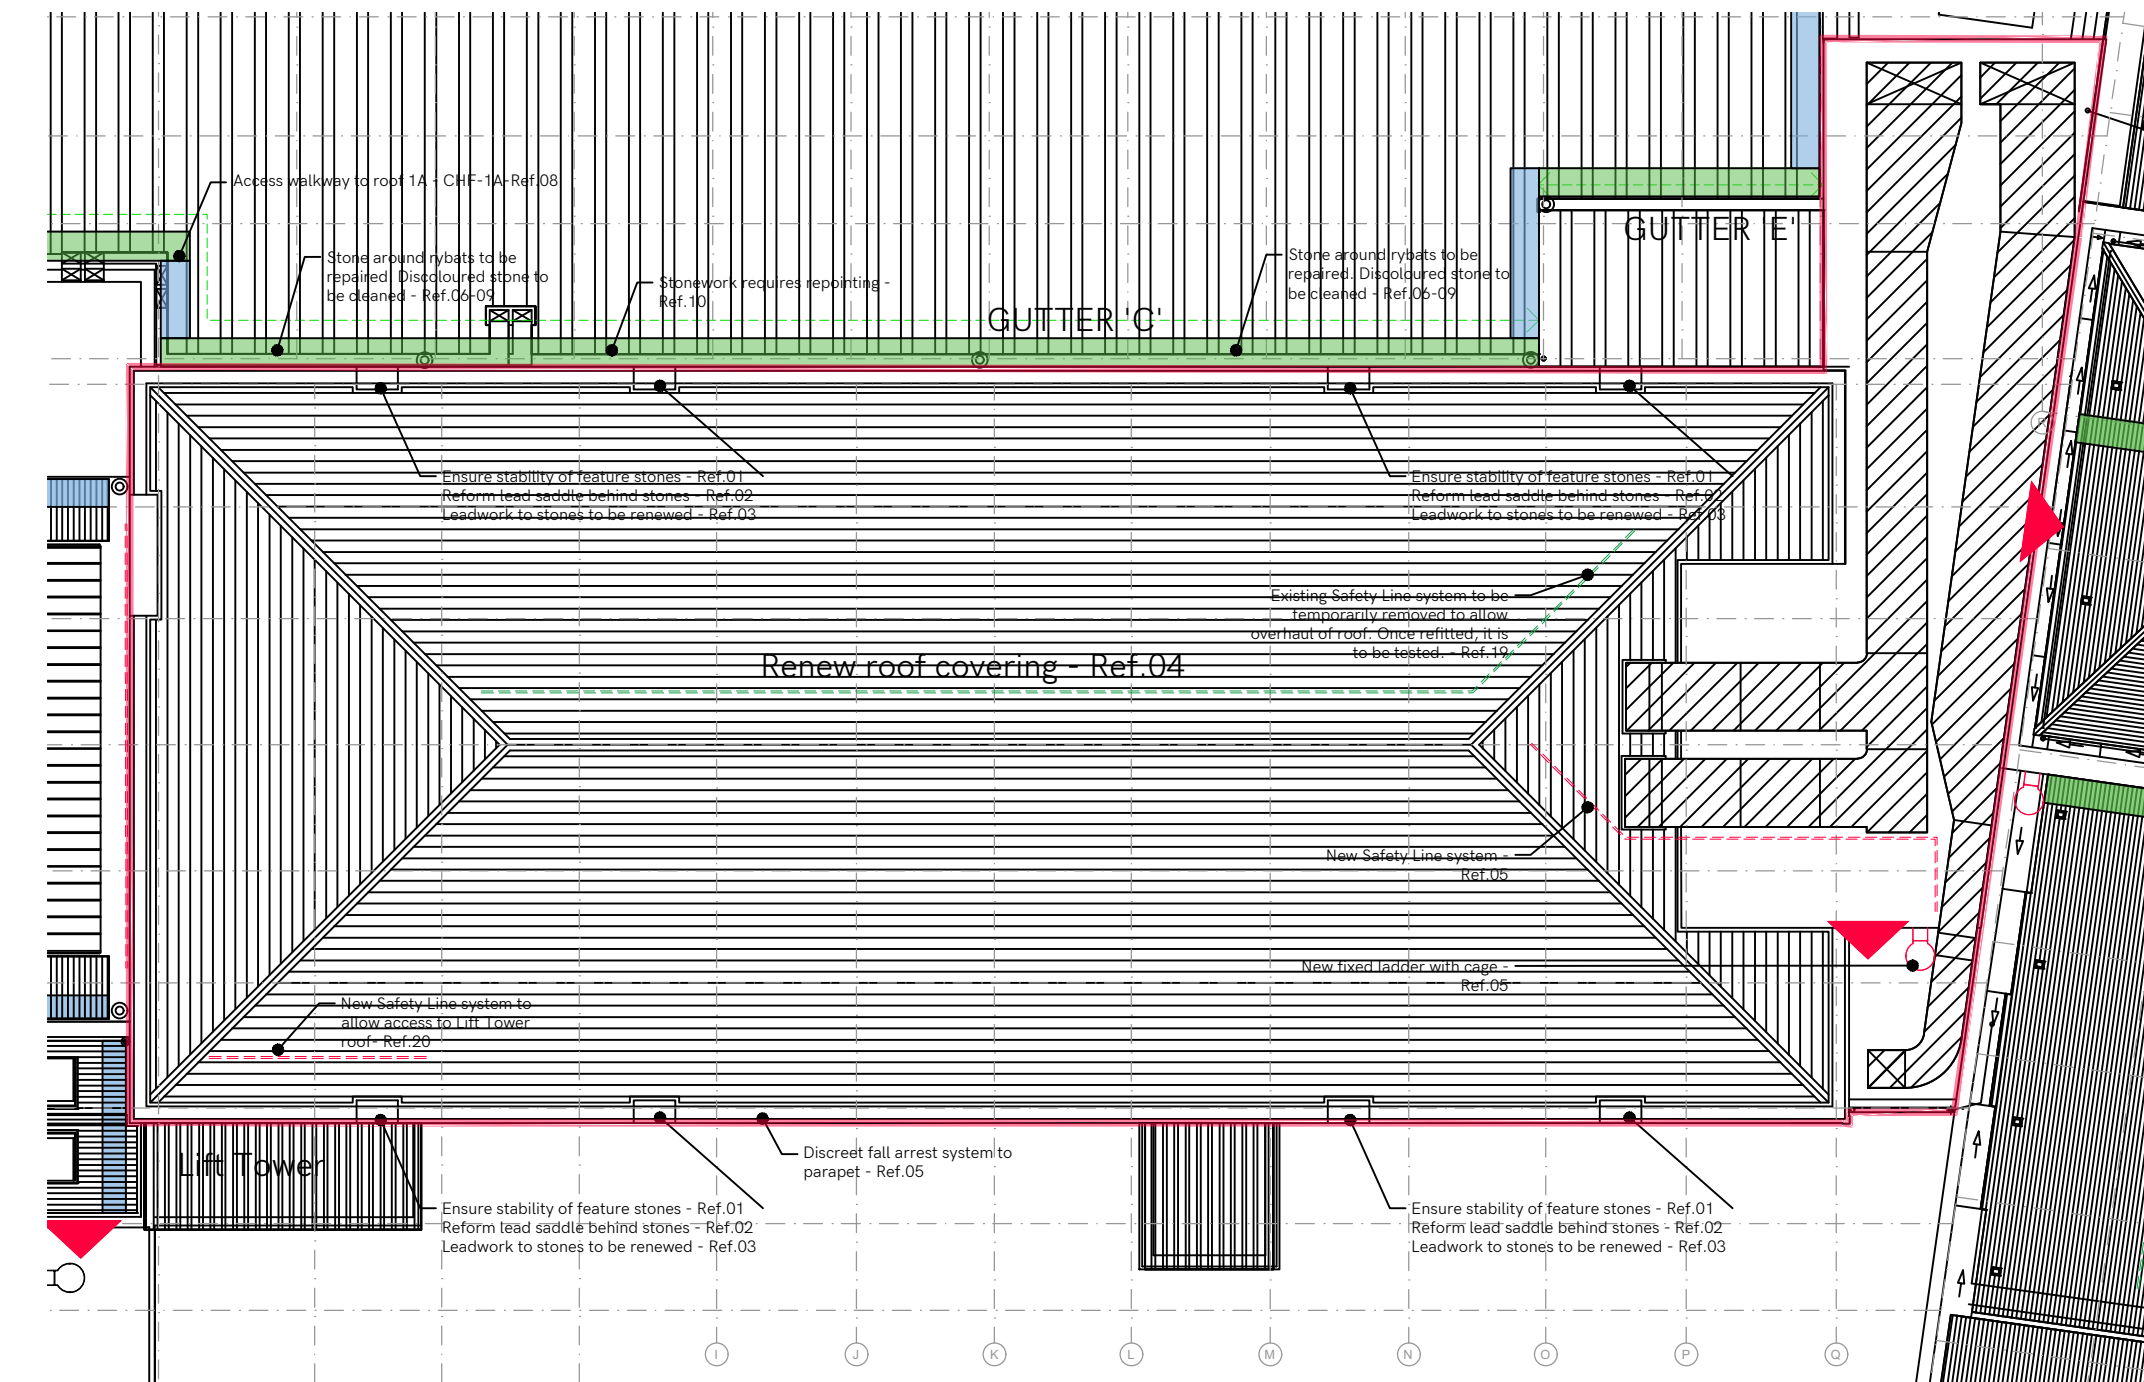 Access walkway to roof 1A - CHF-1A-Ref.08
GUTTER 'E'
Stone around rybats to be
repaired. Discoloured stone to
be cleaned - Ref.06-09
Stonework requires repointing -
Ref.10
GUTTER 'C'
Stone around rybats to be
repaired. Discoloured stone to
be cleaned - Ref.06-09
R
Ensure stability of feature stones - Ref.01
Reform lead saddle behind stones - Ref.02
Leadwork to stones to be renewed - Ref.03
Ensure stability of feature stones - Ref.01
Reform lead saddle behind stones - Ref.02
Leadwork to stones to be renewed - Ref.03
Existing Safety Line system to be
temporarily removed to allow
overhaul of roof. Once refitted, it is
to be tested. - Ref.19
Renew roof covering - Ref.04
New Safety Line system -
Ref.05
New fixed ladder with cage -
Ref.05
New Safety Line system to
allow access to Lift Tower
roof- Ref.20
Lift Tower
Discreet fall arrest system to
parapet - Ref.05
Ensure stability of feature stones - Ref.01
Reform lead saddle behind stones - Ref.02
Leadwork to stones to be renewed - Ref.03
Ensure stability of feature stones - Ref.01
Reform lead saddle behind stones - Ref.02
Leadwork to stones to be renewed - Ref.03
I J K L M N O P Q